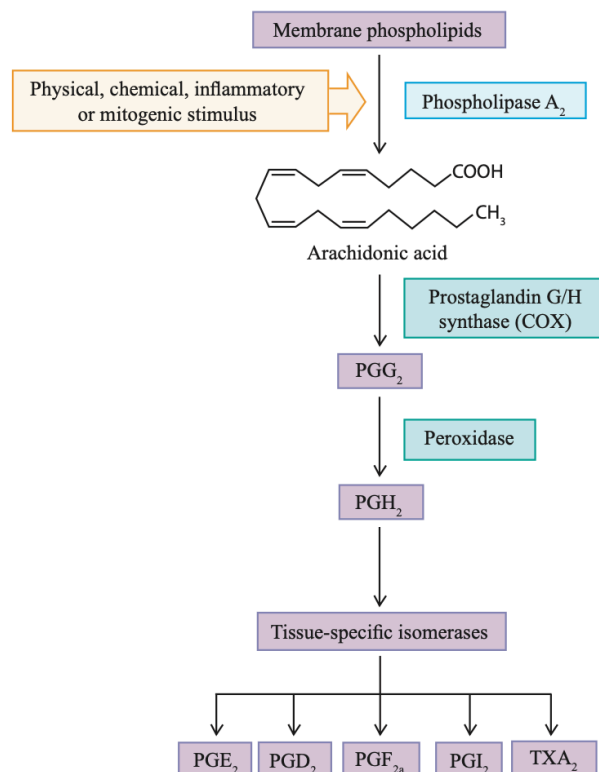 Membrane phospholipids
Physical, chemical, inflammatory
or mitogenic stimulus
Phospholipase A₂
COOH
CH₃
Arachidonic acid
Prostaglandin G/H
synthase (COX)
PGG₂
Peroxidase
PGH₂
Tissue-specific isomerases
PGE₂ PGD₂ PGF₂ₐ PGI₂ TXA₂